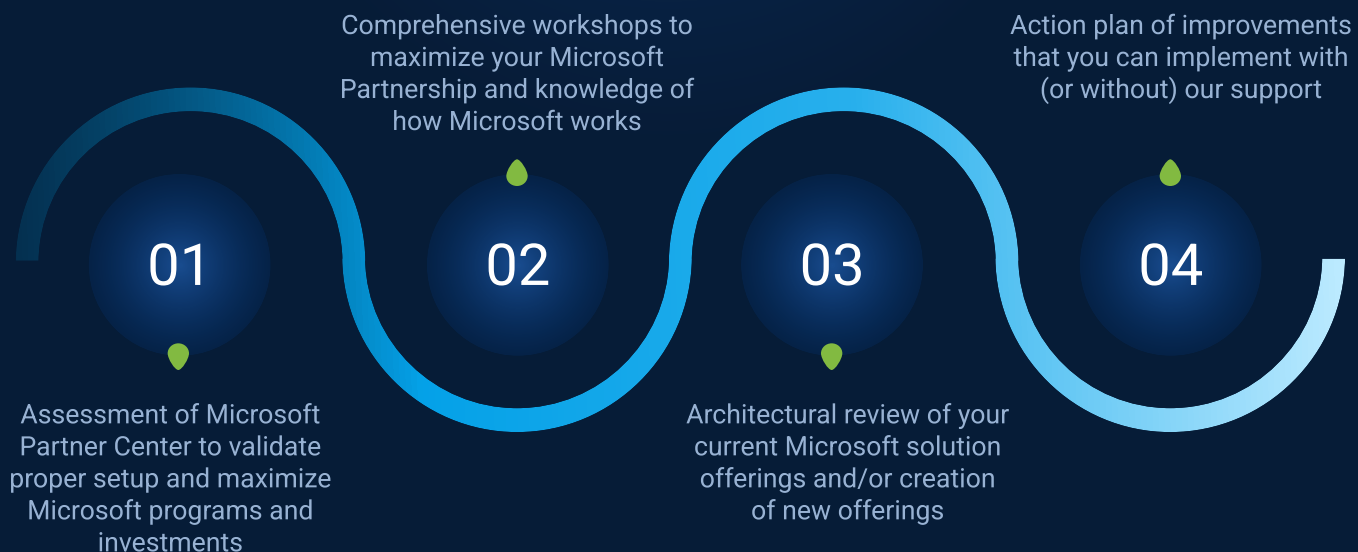 01
Assessment of Microsoft
Partner Center to validate
proper setup and maximize
Microsoft programs and
investments
Comprehensive workshops to
maximize your Microsoft
Partnership and knowledge of
how Microsoft works
02
03
Architectural review of your
current Microsoft solution
offerings and/or creation
of new offerings
Action plan of improvements
that you can implement with
(or without) our support
04